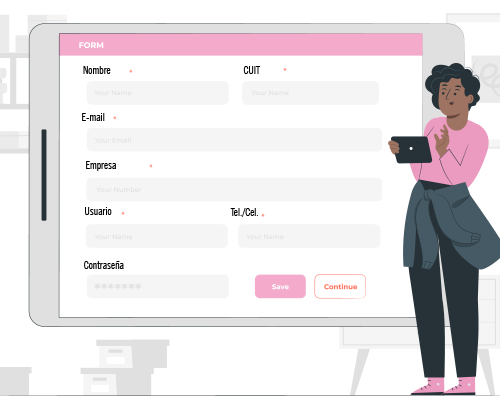 FORM
Nombre * CUIT *
Your Name Your Name
E-mail *
Your Email
Empresa *
Your Number
Usuario * Tel./Cel. *
Your Name Your Name
Contraseña
*******
Save Continue